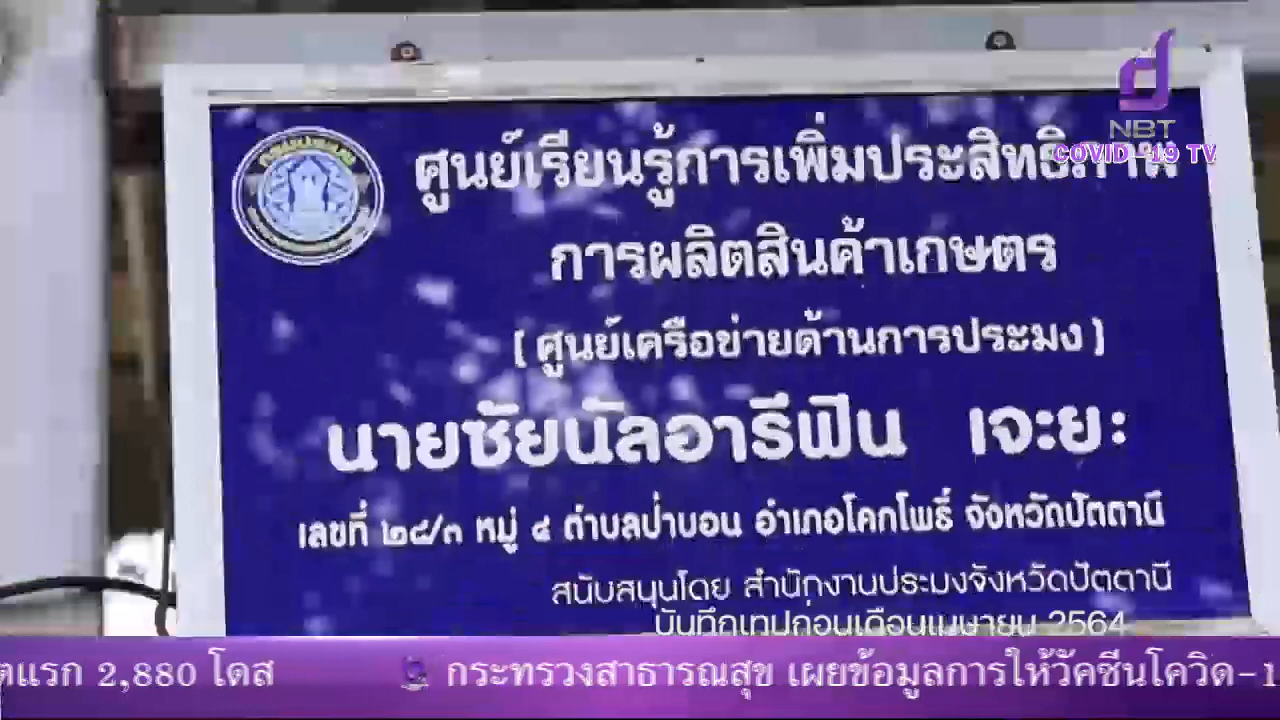 NBT
COVID-19 TV
กรมประมง
ศูนย์เรียนรู้การเพิ่มประสิทธิภาพ
การผลิตสินค้าเกษตร
( ศูนย์เครือข่ายด้านการประมง )
นายซัยนัลอารีฟิน เจะยะ
เลขที่ ๒๘/๓ หมู่ ๔ ตำบลป่าบอน อำเภอโคกโพธิ์ จังหวัดปัตตานี
สนับสนุนโดย สำนักงานประมงจังหวัดปัตตานี
บันทึกเทปก่อนเดือนเมษายน 2564
ตแรก 2,880 โดส กระทรวงสาธารณสุข เผยข้อมูลการให้วัคซีนโควิด-1